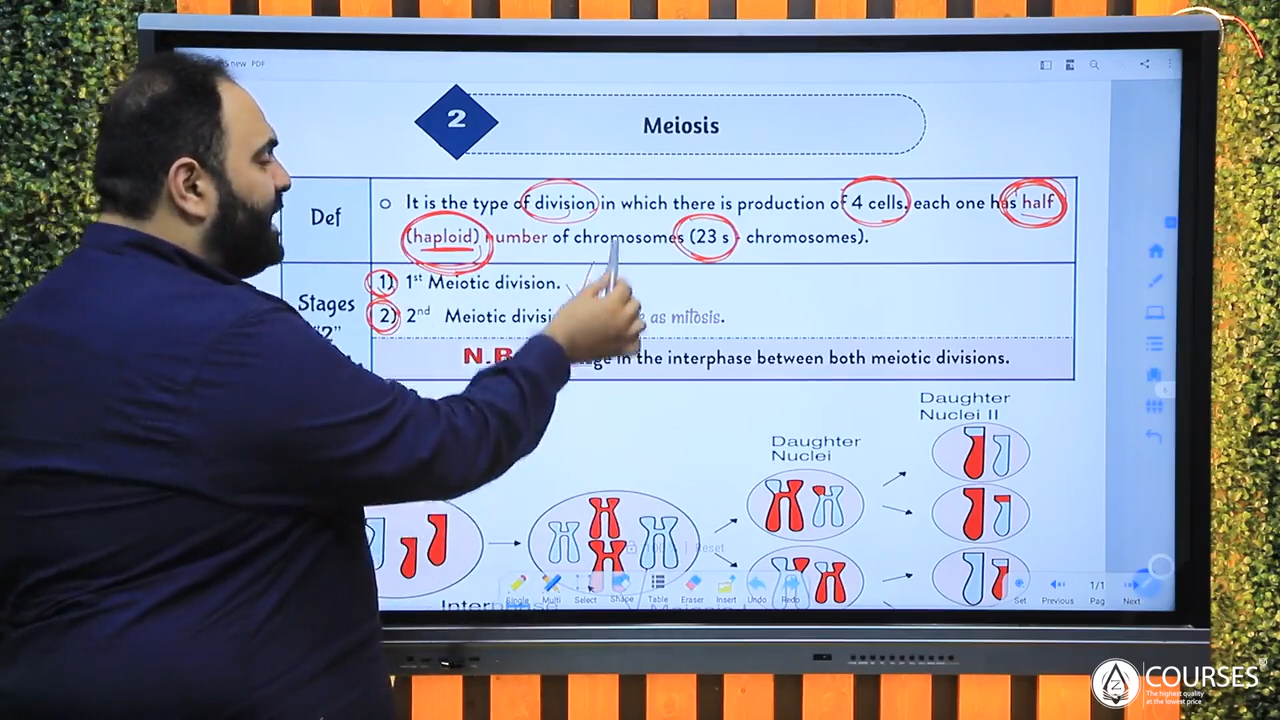 new PDF
2
Meiosis
Def
It is the type of division in which there is production of 4 cells, each one has half
(haploid) number of chromosomes (23 s - chromosomes).
Stages
"2"
1) 1st Meiotic division.
2) 2nd Meiotic as mitosis.
N.B in the interphase between both meiotic divisions.
Daughter
Nuclei II
Daughter
Nuclei
Reset
Interphase
Single Multi Select Shape Table Eraser Insert Undo Redo Set Previous Pag Next
1/1
6
Z COURSES
The highest quality
at the lowest price